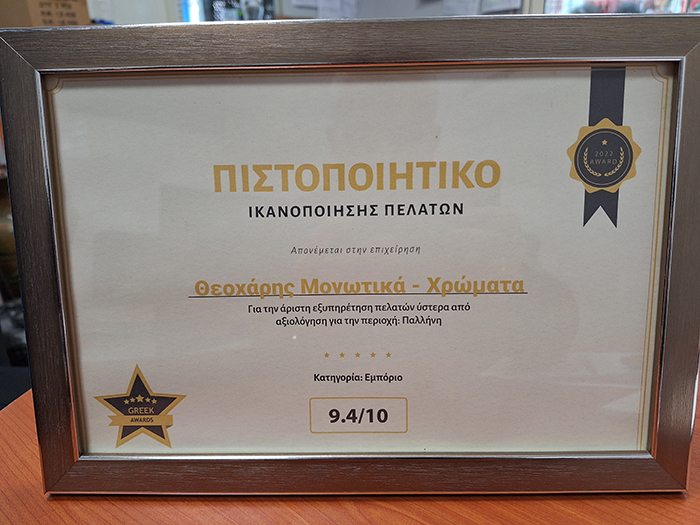 2022
AWARD
ΠΙΣΤΟΠΟΙΗΤΙΚΟ
ΙΚΑΝΟΠΟΙΗΣΗΣ ΠΕΛΑΤΩΝ
Απονέμεται στην επιχείρηση
Θεοχάρης Μονωτικά - Χρώματα
Για την άριστη εξυπηρέτηση πελατών ύστερα από
αξιολόγηση για την περιοχή: Παλλήνη
Κατηγορία: Εμπόριο
9.4/10
GREEK
AWARDS